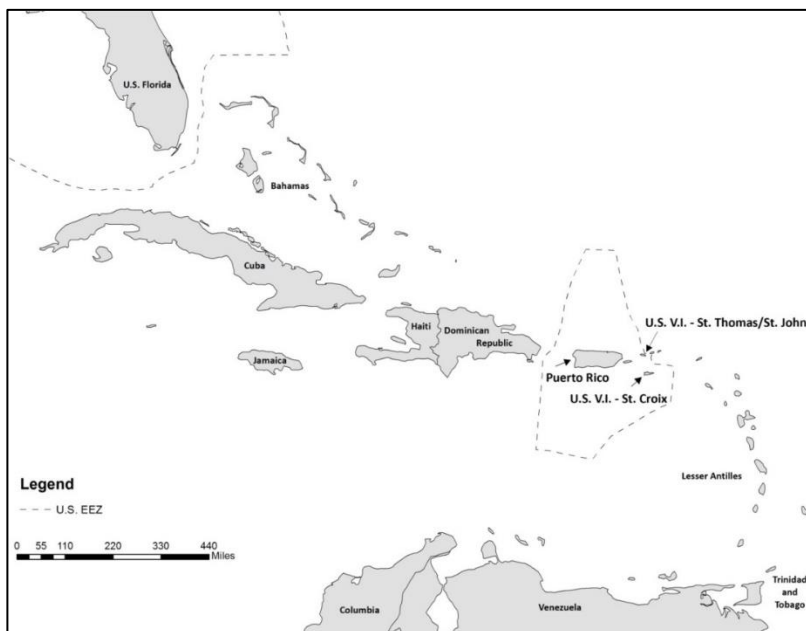 U.S. Florida
Bahamas
Cuba
U.S. V.I. - St. Thomas/St. John
Haiti
Dominican
Republic
Jamaica
Puerto Rico
U.S. V.I. - St. Croix
Lesser Antilles
Legend
U.S. EEZ
0 55 110 220 330 440
Miles
Trinidad
and
Tobago
Columbia
Venezuela